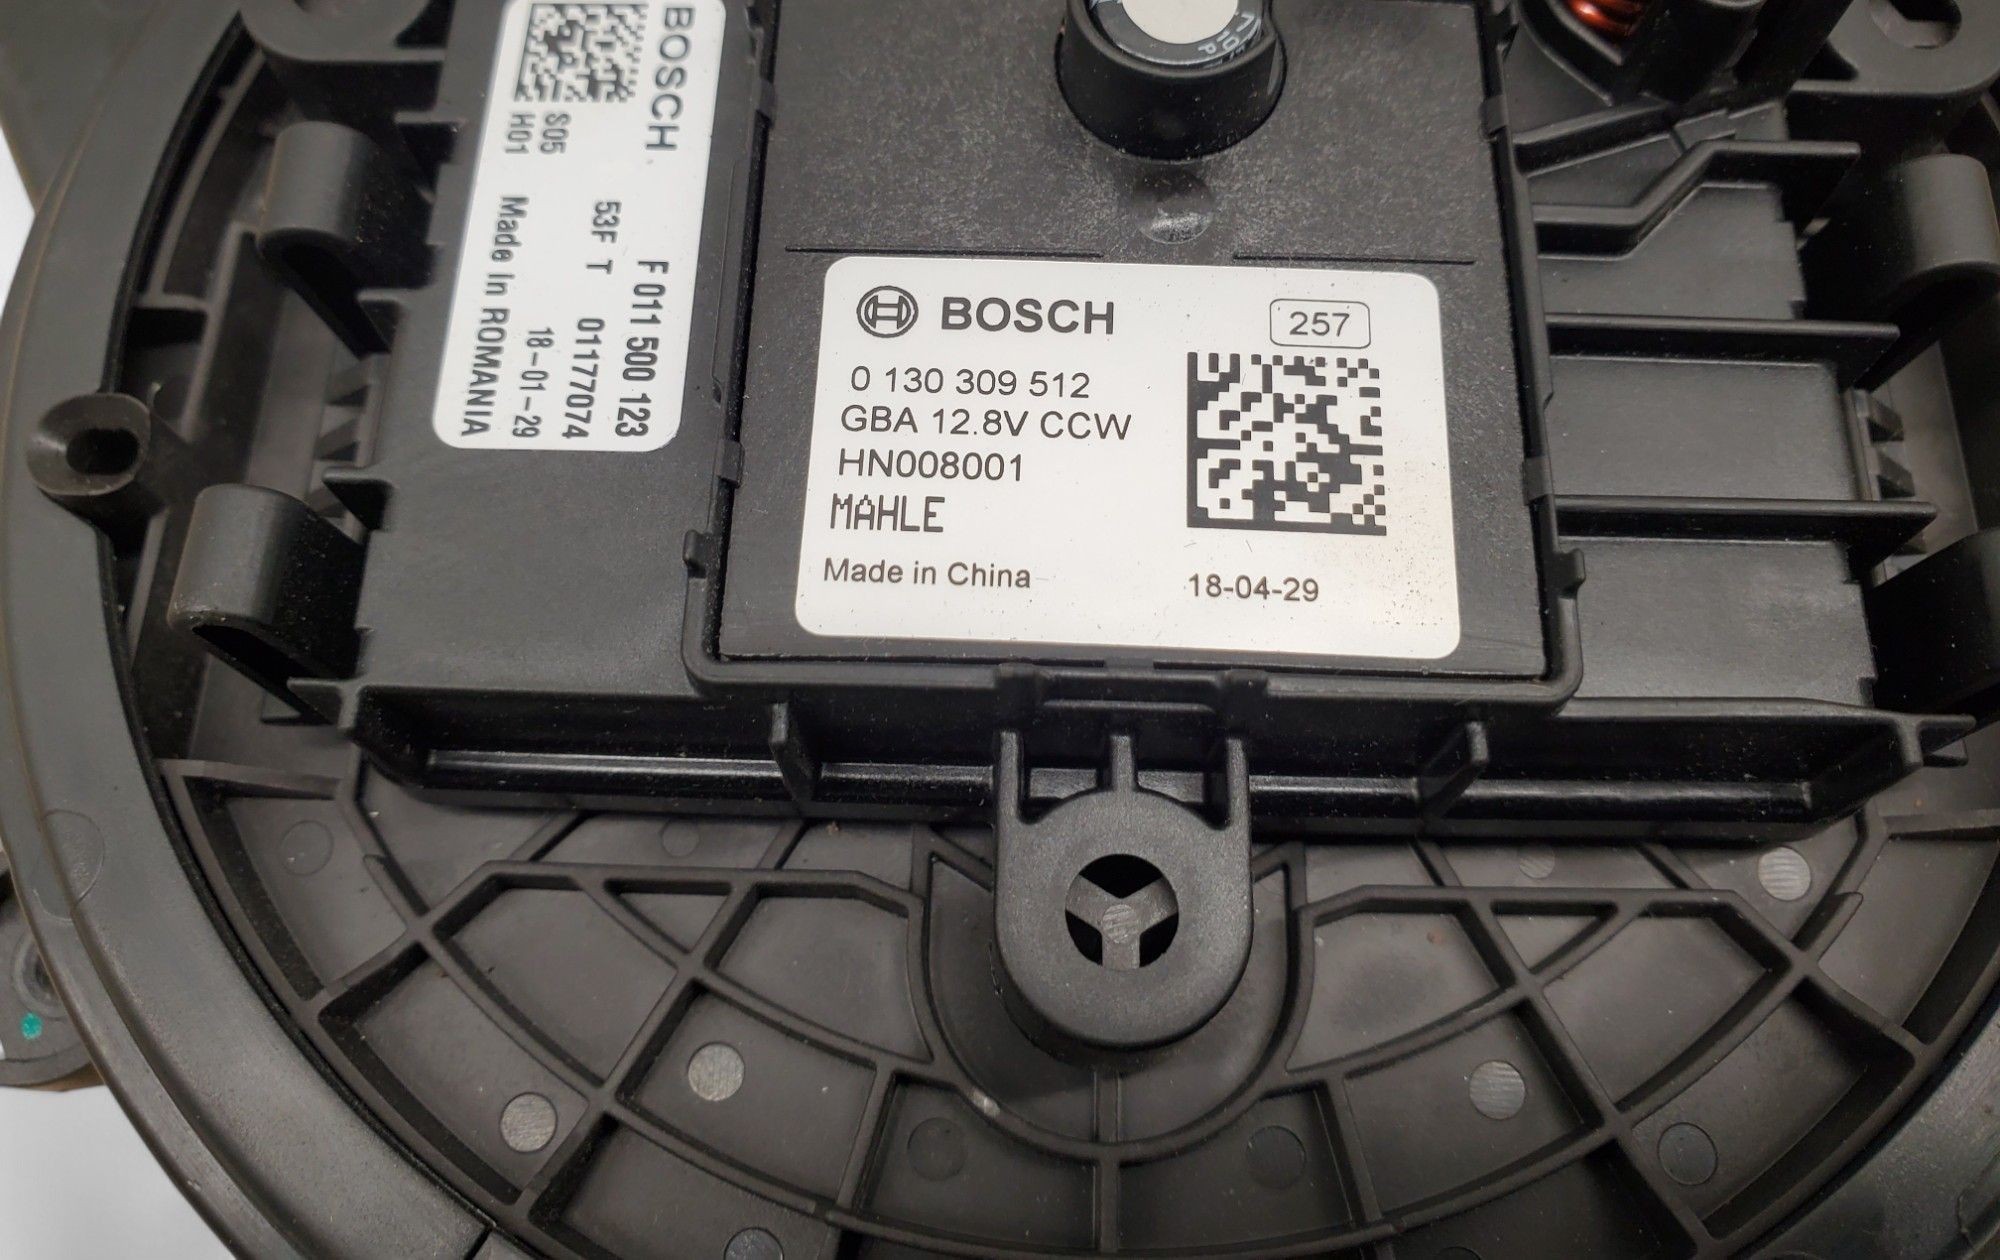 BOSCH
F 011 500 123
53F T 01177074
S05 18-01-29
H01 Made in ROMANIA
BOSCH 257
0 130 309 512
GBA 12.8V CCW
HN008001
MAHLE
Made in China 18-04-29